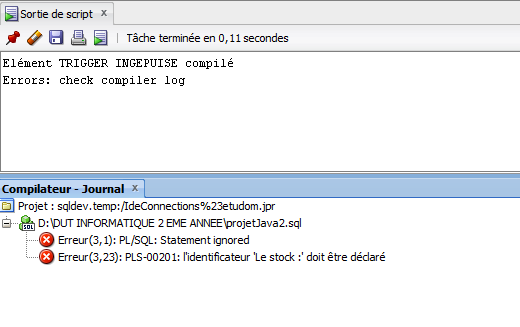 Sortie de script x
Tâche terminée en 0,11 secondes
Elément TRIGGER INGEPUISE compilé
Errors: check compiler log
Compilateur - Journal x
Projet : sqldev.temp:/IdeConnections%23etudom.jpr
SQL D:\DUT INFORMATIQUE 2 EME ANNEE\projetJava2.sql
Erreur(3,1): PL/SQL: Statement ignored
Erreur(3,23): PLS-00201: l'identificateur 'Le stock :' doit être déclaré